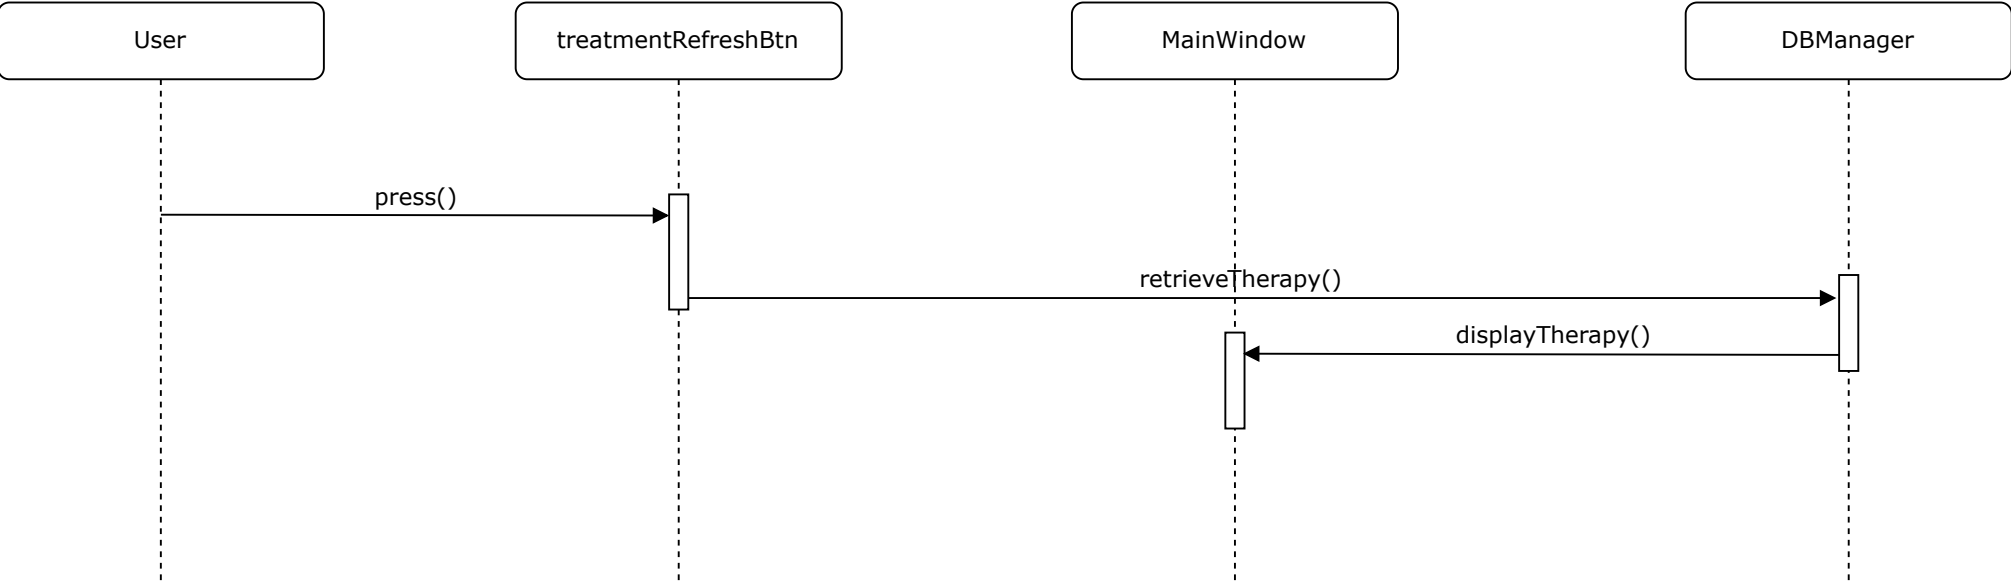 User
treatmentRefreshBtn
MainWindow
DBManager
press()
retrieveTherapy()
displayTherapy()